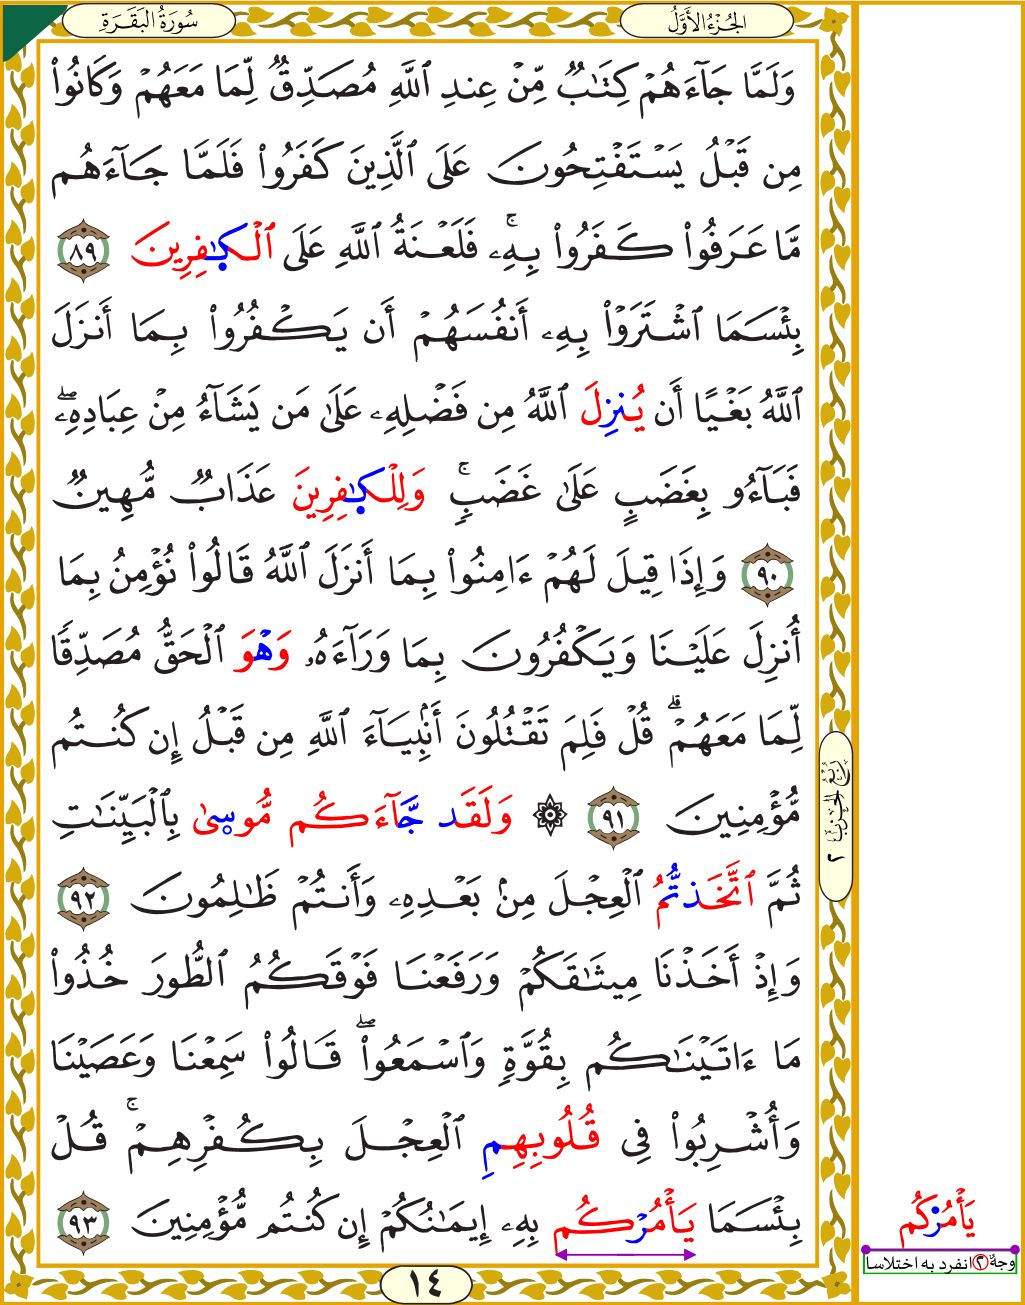 سُورَةُ البَقَرَةِ
الجُزْءُ الأَوَّلُ
وَلَمَّا جَآءَهُمْ كِتَٰبٌ مِّنْ عِندِ ٱللَّهِ مُصَدِّقٌ لِّمَا مَعَهُمْ وَكَانُوا۟
مِن قَبْلُ يَسْتَفْتِحُونَ عَلَى ٱلَّذِينَ كَفَرُوا۟ فَلَمَّا جَآءَهُم
مَّا عَرَفُوا۟ كَفَرُوا۟ بِهِۦۚ فَلَعْنَةُ ٱللَّهِ عَلَى ٱلْكَٰفِرِينَ ٨٩
بِئْسَمَا ٱشْتَرَوْا۟ بِهِۦ أَنفُسَهُمْ أَن يَكْفُرُوا۟ بِمَا أَنزَلَ
ٱللَّهُ بَغْيًا أَن يُنزِلَ ٱللَّهُ مِن فَضْلِهِۦ عَلَىٰ مَن يَشَآءُ مِنْ عِبَادِهِۦۖ
فَبَآءُو بِغَضَبٍ عَلَىٰ غَضَبٍۚ وَلِلْكَٰفِرِينَ عَذَابٌ مُّهِينٌ
٩٠ وَإِذَا قِيلَ لَهُمْ ءَامِنُوا۟ بِمَا أَنزَلَ ٱللَّهُ قَالُوا۟ نُؤْمِنُ بِمَا
أُنزِلَ عَلَيْنَا وَيَكْفُرُونَ بِمَا وَرَآءَهُۥ وَهْوَ ٱلْحَقُّ مُصَدِّقًا
لِّمَا مَعَهُمْۗ قُلْ فَلِمَ تَقْتُلُونَ أَنۢبِيَآءَ ٱللَّهِ مِن قَبْلُ إِن كُنتُم
مُّؤْمِنِينَ ٩١ ۞ وَلَقَد جَّآءَكُم مُّوسىٰ بِٱلْبَيِّنَٰتِ
ثُمَّ ٱتَّخَذتُّمُ ٱلْعِجْلَ مِنۢ بَعْدِهِۦ وَأَنتُمْ ظَٰلِمُونَ ٩٢
وَإِذْ أَخَذْنَا مِيثَٰقَكُمْ وَرَفَعْنَا فَوْقَكُمُ ٱلطُّورَ خُذُوا۟
مَا ءَاتَيْنَٰكُم بِقُوَّةٍ وَٱسْمَعُوا۟ۖ قَالُوا۟ سَمِعْنَا وَعَصَيْنَا
وَأُشْرِبُوا۟ فِى قُلُوبِهِمِ ٱلْعِجْلَ بِكُفْرِهِمْۚ قُلْ
بِئْسَمَا يَأْمُرْكُم بِهِۦ إِيمَٰنُكُمْ إِن كُنتُم مُّؤْمِنِينَ ٩٣
رُبُعُ الحِزْبِ ٢
يَأْمُرْكُم
وجهٌ ٢ انفرد به اختلاسا
١٤